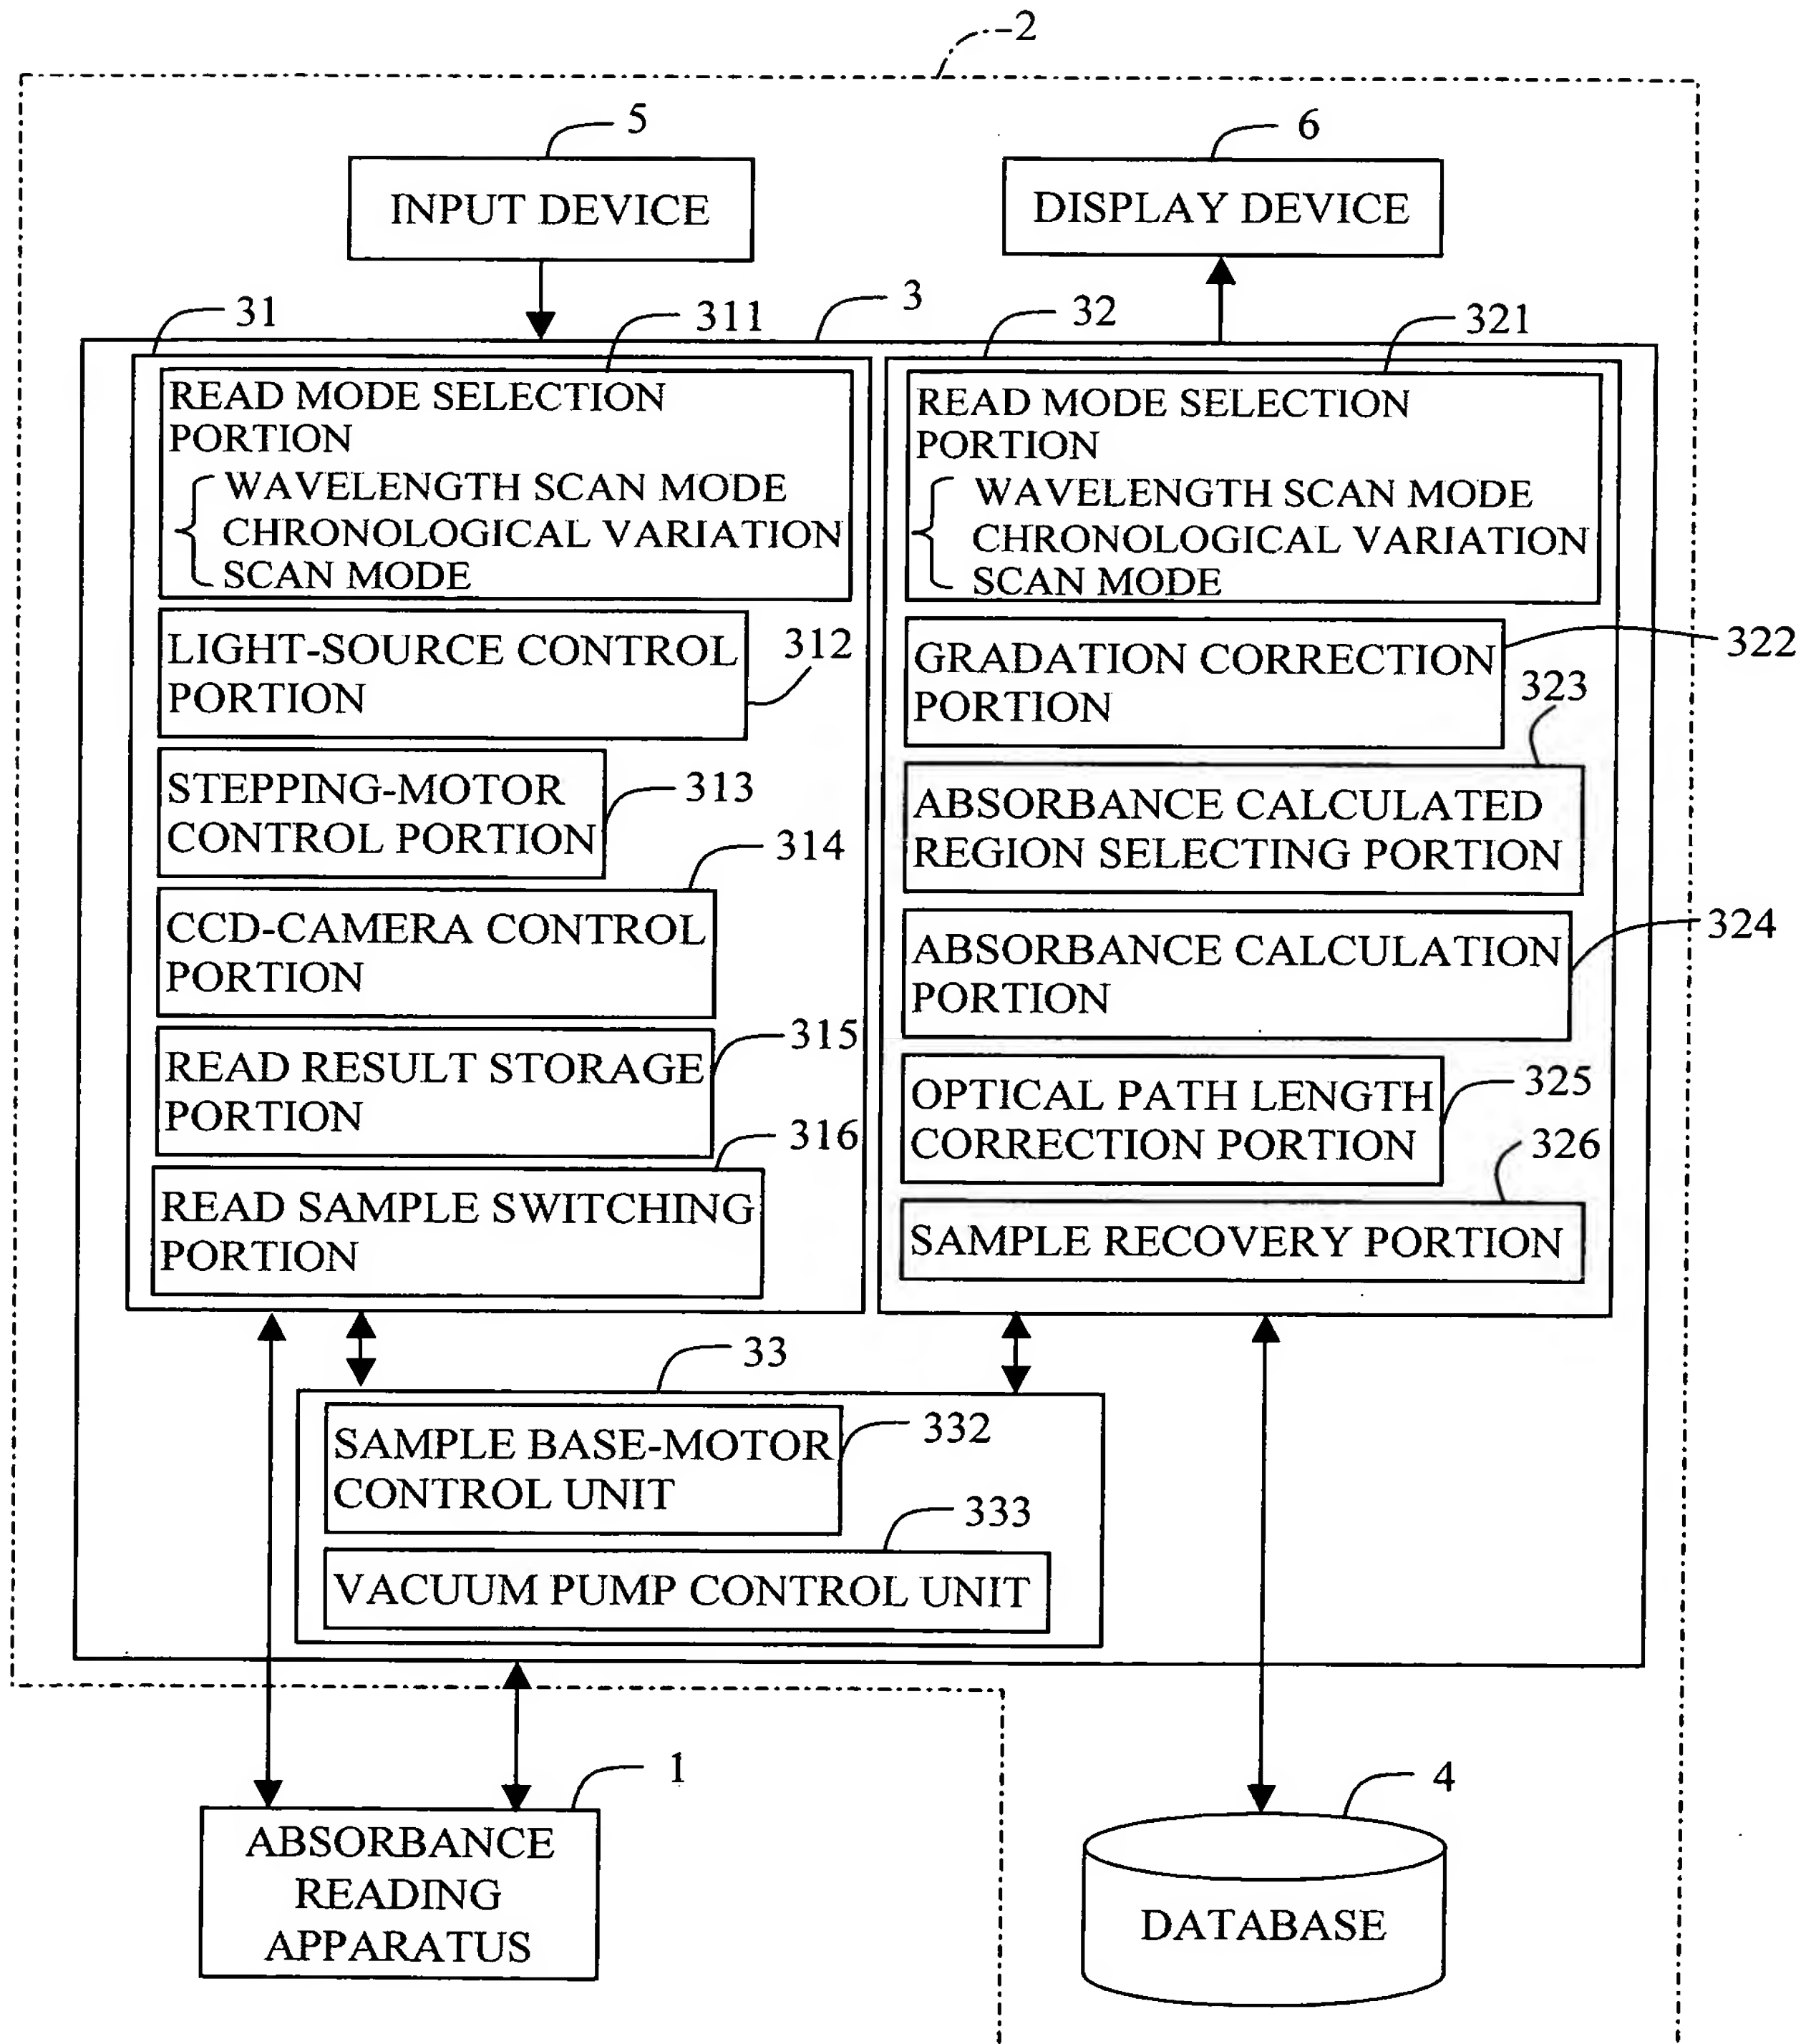 2
5
6
INPUT DEVICE
DISPLAY DEVICE
31
311
3
32
321
READ MODE SELECTION
PORTION
WAVELENGTH SCAN MODE
CHRONOLOGICAL VARIATION
SCAN MODE
LIGHT-SOURCE CONTROL
PORTION
312
STEPPING-MOTOR
CONTROL PORTION
313
314
CCD-CAMERA CONTROL
PORTION
315
READ RESULT STORAGE
PORTION
316
READ SAMPLE SWITCHING
PORTION
READ MODE SELECTION
PORTION
WAVELENGTH SCAN MODE
CHRONOLOGICAL VARIATION
SCAN MODE
322
GRADATION CORRECTION
PORTION
323
ABSORBANCE CALCULATED
REGION SELECTING PORTION
324
ABSORBANCE CALCULATION
PORTION
325
OPTICAL PATH LENGTH
CORRECTION PORTION
326
SAMPLE RECOVERY PORTION
33
332
SAMPLE BASE-MOTOR
CONTROL UNIT
333
VACUUM PUMP CONTROL UNIT
1
ABSORBANCE
READING
APPARATUS
4
DATABASE